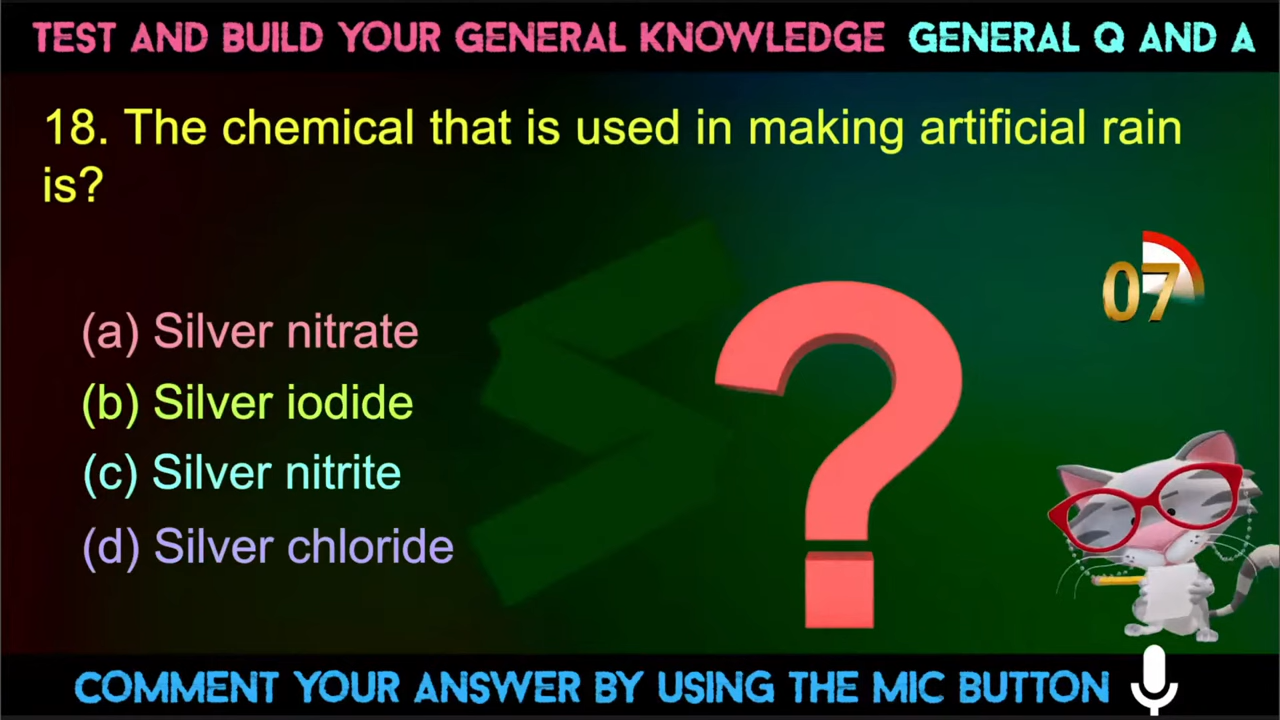 TEST AND BUILD YOUR GENERAL KNOWLEDGE GENERAL Q AND A
18. The chemical that is used in making artificial rain
is?
07
(a) Silver nitrate
(b) Silver iodide
(c) Silver nitrite
(d) Silver chloride
COMMENT YOUR ANSWER BY USING THE MIC BUTTON